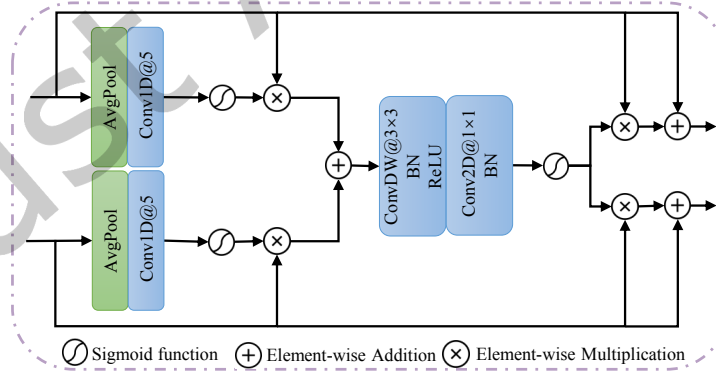 AvgPool
Conv1D@5
AvgPool
Conv1D@5
ConvDW@3×3
BN
ReLU
Conv2D@1×1
BN
Sigmoid function
Element-wise Addition
Element-wise Multiplication